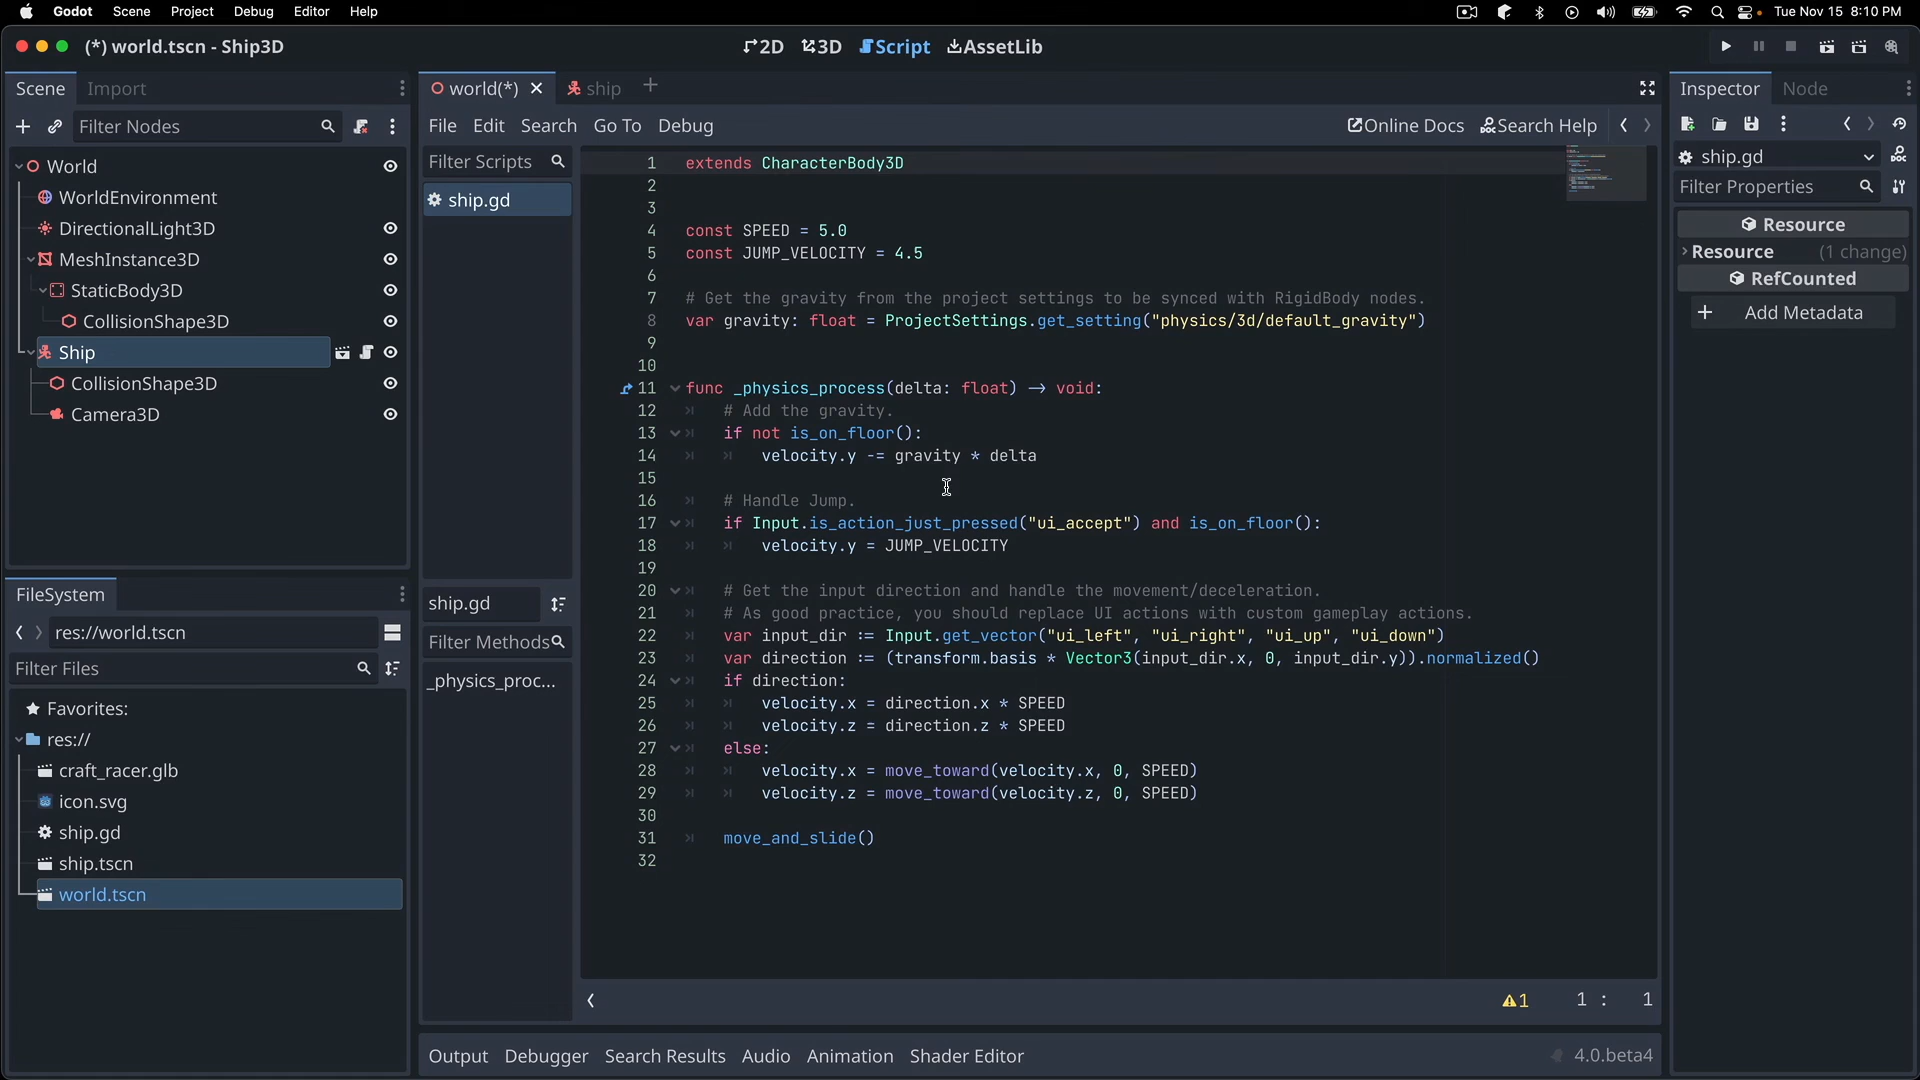 Godot Scene Project Debug Editor Help
Tue Nov 15 8:10 PM
(*) world.tscn - Ship3D
2D 3D Script AssetLib
Scene Import
Filter Nodes
World
WorldEnvironment
DirectionalLight3D
MeshInstance3D
StaticBody3D
CollisionShape3D
Ship
CollisionShape3D
Camera3D
FileSystem
res://world.tscn
Filter Files
Favorites:
res://
craft_racer.glb
icon.svg
ship.gd
ship.tscn
world.tscn
world(*) ship
File Edit Search Go To Debug
Online Docs Search Help
Filter Scripts
ship.gd
ship.gd
Filter Methods
_physics_proc...
1 extends CharacterBody3D
2
3
4 const SPEED = 5.0
5 const JUMP_VELOCITY = 4.5
6
7 # Get the gravity from the project settings to be synced with RigidBody nodes.
8 var gravity: float = ProjectSettings.get_setting("physics/3d/default_gravity")
9
10
11 func _physics_process(delta: float) -> void:
12 # Add the gravity.
13 if not is_on_floor():
14 velocity.y -= gravity * delta
15
16 # Handle Jump.
17 if Input.is_action_just_pressed("ui_accept") and is_on_floor():
18 velocity.y = JUMP_VELOCITY
19
20 # Get the input direction and handle the movement/deceleration.
21 # As good practice, you should replace UI actions with custom gameplay actions.
22 var input_dir := Input.get_vector("ui_left", "ui_right", "ui_up", "ui_down")
23 var direction := (transform.basis * Vector3(input_dir.x, 0, input_dir.y)).normalized()
24 if direction:
25 velocity.x = direction.x * SPEED
26 velocity.z = direction.z * SPEED
27 else:
28 velocity.x = move_toward(velocity.x, 0, SPEED)
29 velocity.z = move_toward(velocity.z, 0, SPEED)
30
31 move_and_slide()
32
1 1 : 1
Output Debugger Search Results Audio Animation Shader Editor
4.0.beta4
Inspector Node
ship.gd
DOC
Filter Properties
Resource
Resource (1 change)
RefCounted
Add Metadata